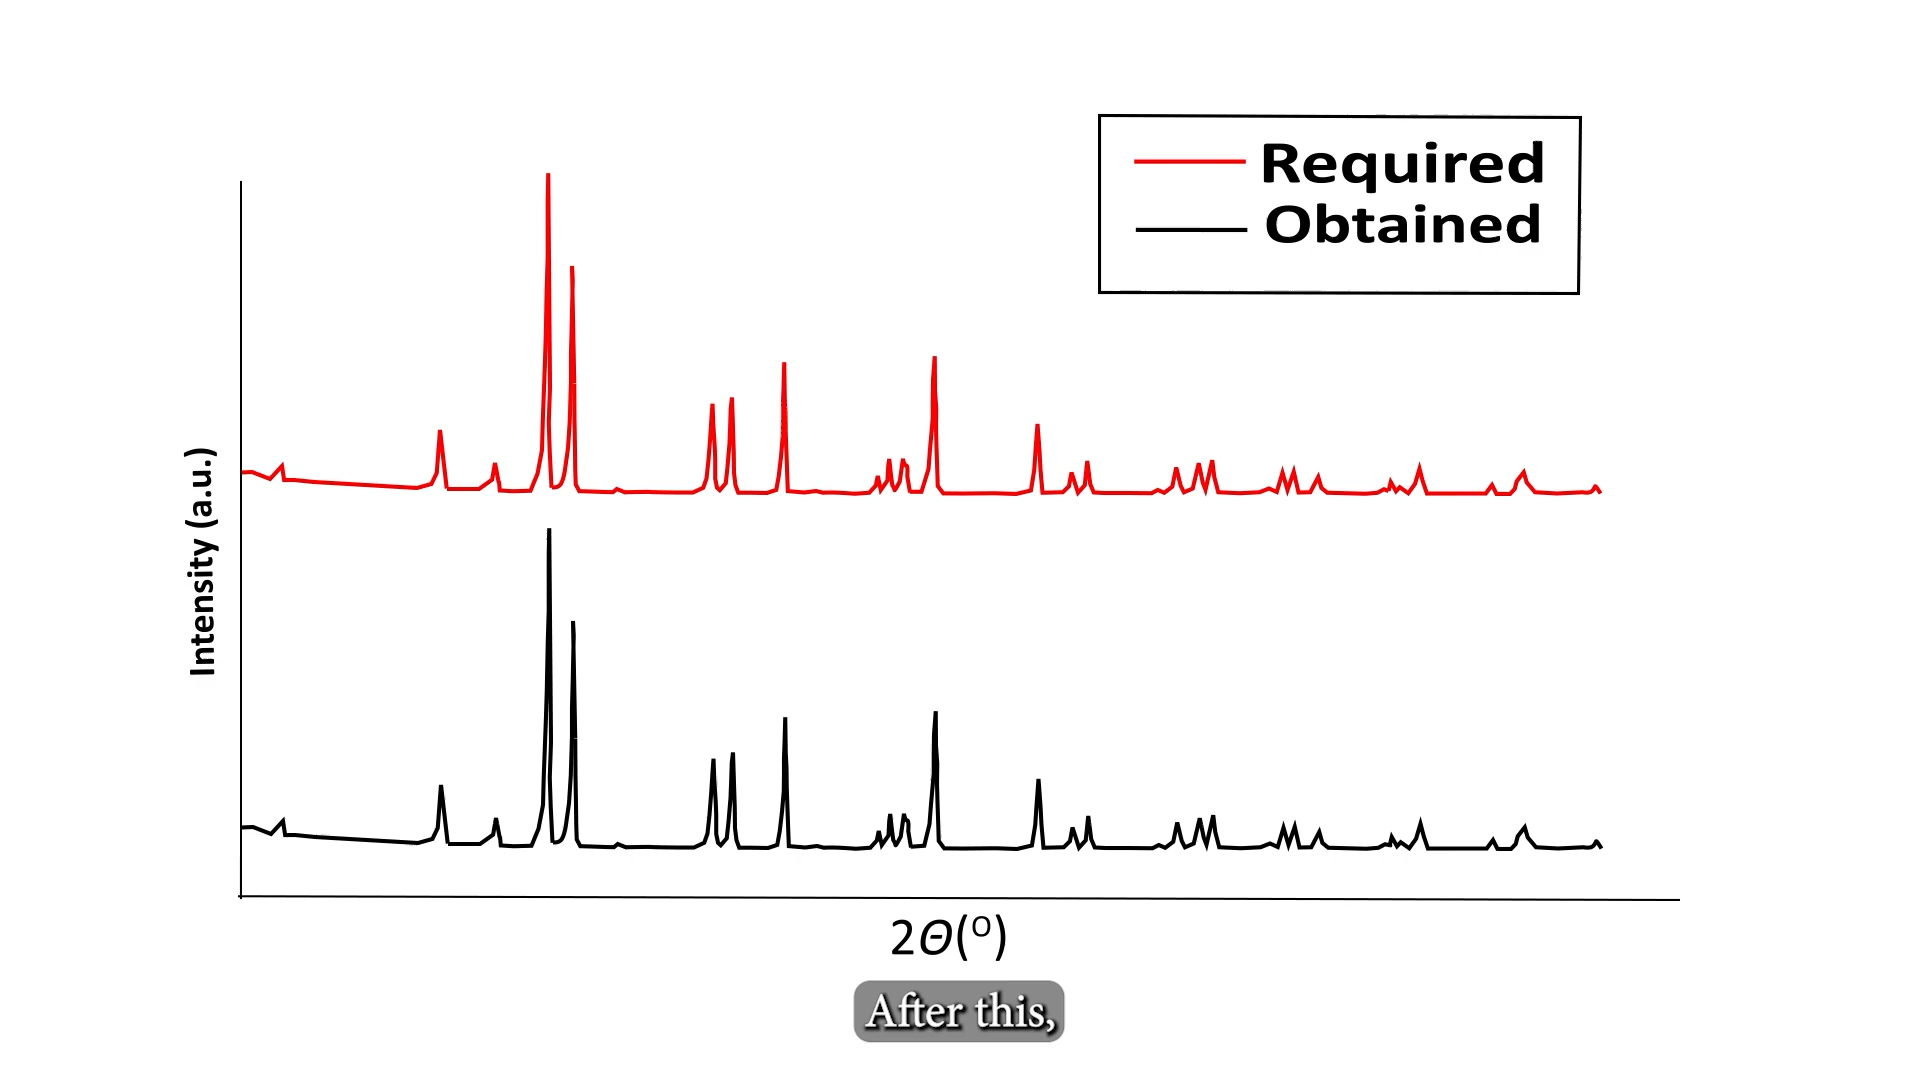 Required
Obtained
Intensity (a.u.)
2Θ(O)
After this,